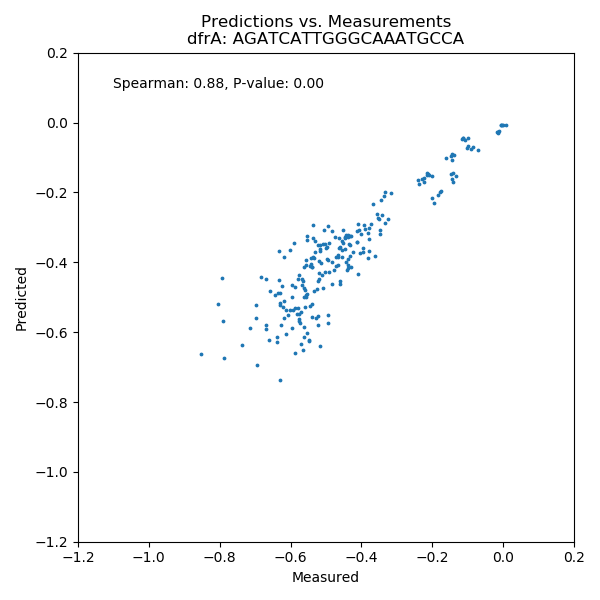 Predictions vs. Measurements
dfrA: AGATCATTGGGCAAATGCCA
Spearman: 0.88, P-value: 0.00
0.2
0.0
−0.2
−0.4
−0.6
−0.8
−1.0
−1.2
Predicted
−1.2 −1.0 −0.8 −0.6 −0.4 −0.2 0.0 0.2
Measured